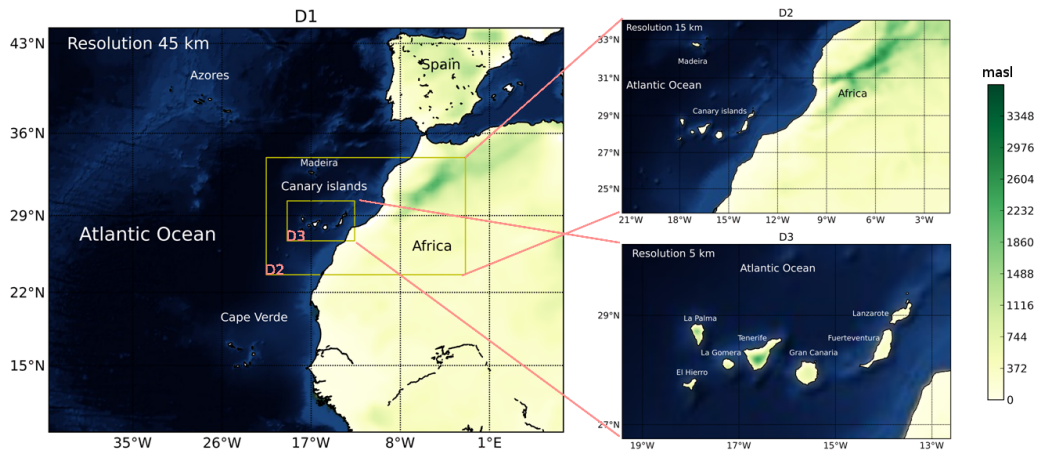 D1
Resolution 45 km
43°N
36°N
29°N
22°N
15°N
35°W
26°W
17°W
8°W
1°E
Azores
Spain
Madeira
Canary islands
Atlantic Ocean
Africa
D3
D2
Cape Verde
D2
Resolution 15 km
33°N
31°N
29°N
27°N
25°N
21°W
18°W
15°W
12°W
9°W
6°W
3°W
Madeira
Atlantic Ocean
Africa
Canary islands
D3
Resolution 5 km
Atlantic Ocean
29°N
27°N
19°W
17°W
15°W
13°W
La Palma
Tenerife
Lanzarote
Fuerteventura
La Gomera
Gran Canaria
El Hierro
masl
3348
2976
2604
2232
1860
1488
1116
744
372
0